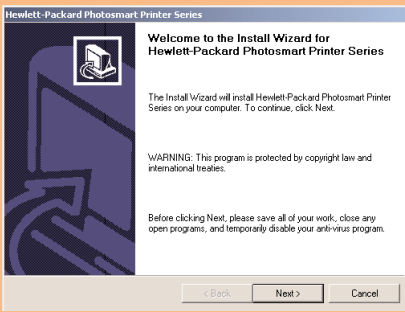 Hewlett-Packard Photosmart Printer Series
Welcome to the Install Wizard for
Hewlett-Packard Photosmart Printer Series
The Install Wizard will install Hewlett-Packard Photosmart Printer
Series on your computer. To continue, click Next.
WARNING: This program is protected by copyright law and
international treaties.
Before clicking Next, please save all of your work, close any
open programs, and temporarily disable your anti-virus program.
< Back Next > Cancel